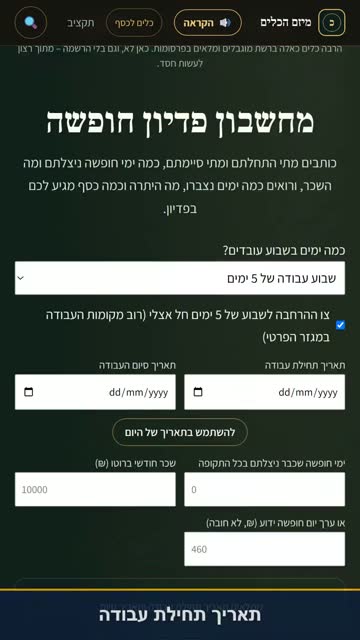 כ
מיזם הכלים
🔊 הקראה
כלים לכסף
תקציב
🔍
הרבה כלים כאלה ברשת מוגבלים ומלאים בפרסומות. כאן לא, וגם בלי הרשמה – מתוך רצון
לעשות חסד.
מחשבון פדיון חופשה
כותבים מתי התחלתם ומתי סיימתם, כמה ימי חופשה ניצלתם ומה
השכר, ורואים כמה ימים נצברו, מה היתרה וכמה כסף מגיע לכם
בפדיון.
כמה ימים בשבוע עובדים?
שבוע עבודה של 5 ימים
צו ההרחבה לשבוע של 5 ימים חל אצלי (רוב מקומות העבודה
במגזר הפרטי)
תאריך תחילת עבודה
תאריך סיום העבודה
dd/mm/yyyy
dd/mm/yyyy
להשתמש בתאריך של היום
ימי חופשה שכבר ניצלתם בכל התקופה
שכר חודשי ברוטו (₪)
0
10000
או ערך יום חופשה ידוע (₪, לא חובה)
460
תאריך תחילת עבודה